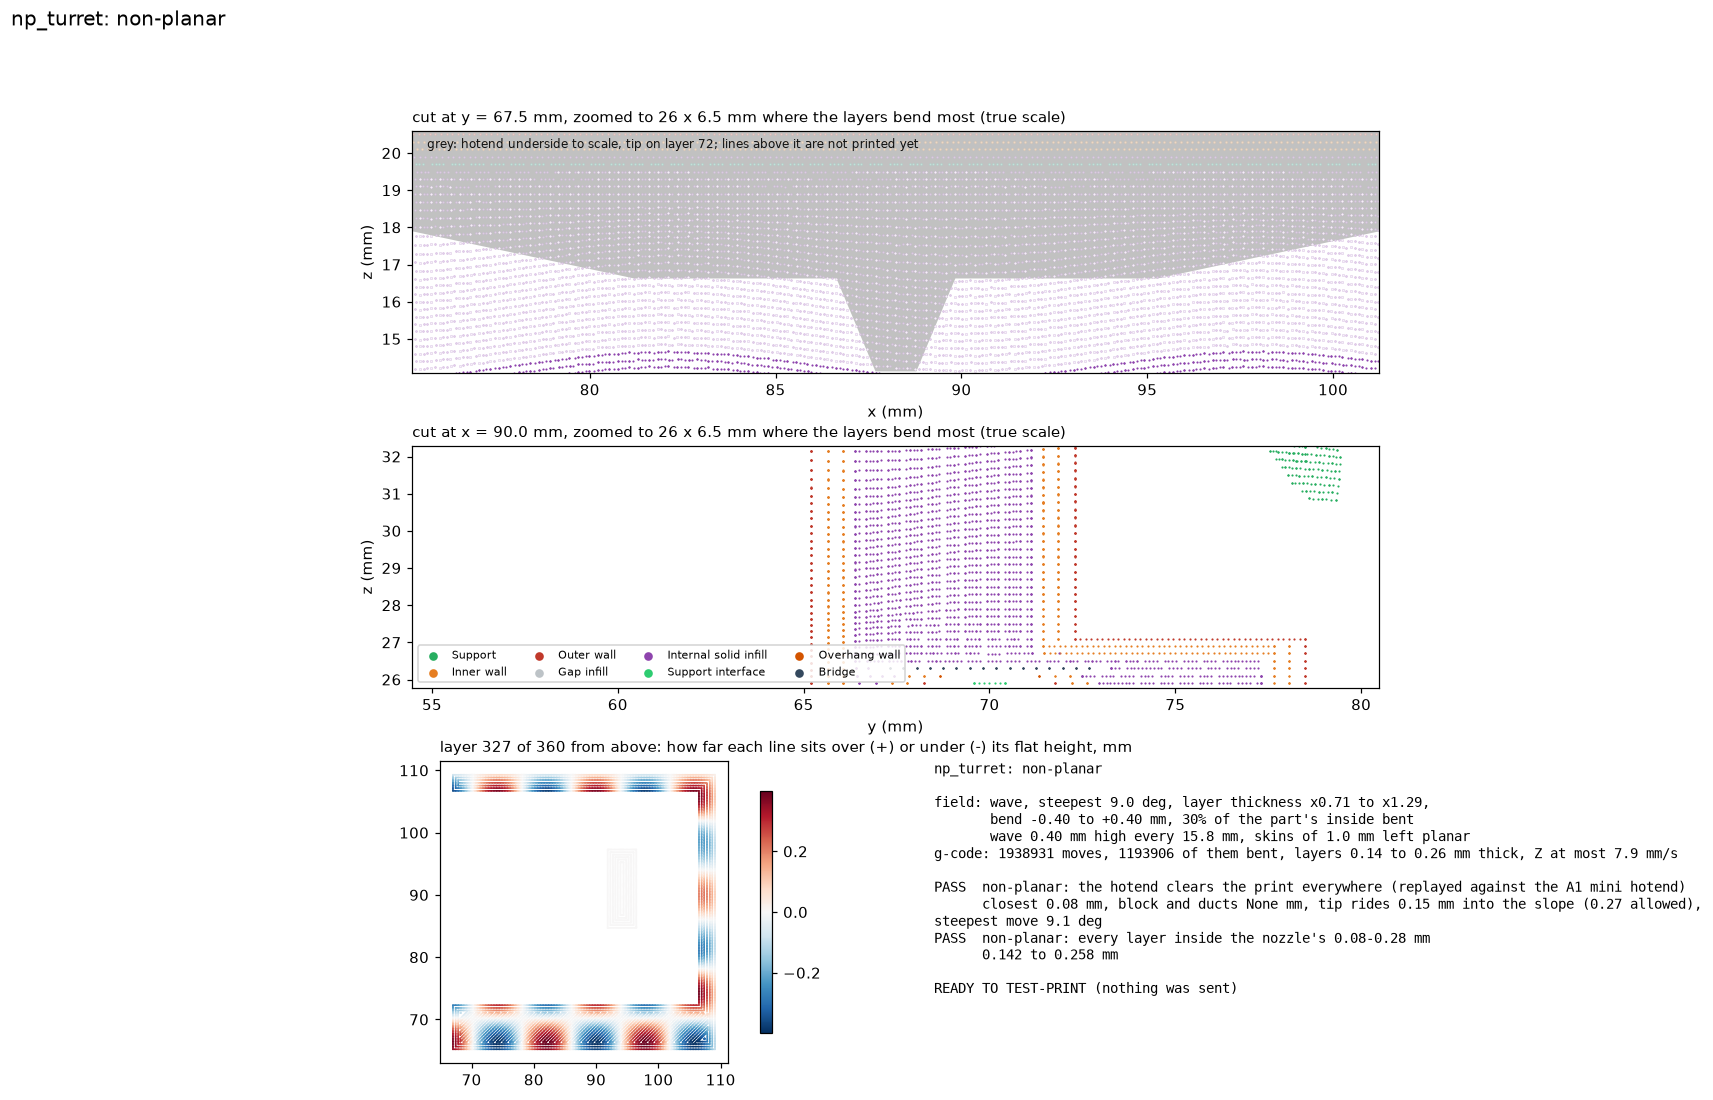 np_turret: non-planar
cut at y = 67.5 mm, zoomed to 26 x 6.5 mm where the layers bend most (true scale)
grey: hotend underside to scale, tip on layer 72; lines above it are not printed yet
20
19
18
17
16
15
z (mm)
80
85
90
95
100
x (mm)
cut at x = 90.0 mm, zoomed to 26 x 6.5 mm where the layers bend most (true scale)
32
31
30
29
28
27
26
z (mm)
Support
Outer wall
Internal solid infill
Overhang wall
Inner wall
Gap infill
Support interface
Bridge
55
60
65
70
75
80
y (mm)
layer 327 of 360 from above: how far each line sits over (+) or under (-) its flat height, mm
110
100
90
80
70
70
80
90
100
110
0.2
0.0
−0.2
np_turret: non-planar
field: wave, steepest 9.0 deg, layer thickness x0.71 to x1.29,
bend -0.40 to +0.40 mm, 30% of the part's inside bent
wave 0.40 mm high every 15.8 mm, skins of 1.0 mm left planar
g-code: 1938931 moves, 1193906 of them bent, layers 0.14 to 0.26 mm thick, Z at most 7.9 mm/s
PASS  non-planar: the hotend clears the print everywhere (replayed against the A1 mini hotend)
closest 0.08 mm, block and ducts None mm, tip rides 0.15 mm into the slope (0.27 allowed),
steepest move 9.1 deg
PASS  non-planar: every layer inside the nozzle's 0.08-0.28 mm
0.142 to 0.258 mm
READY TO TEST-PRINT (nothing was sent)